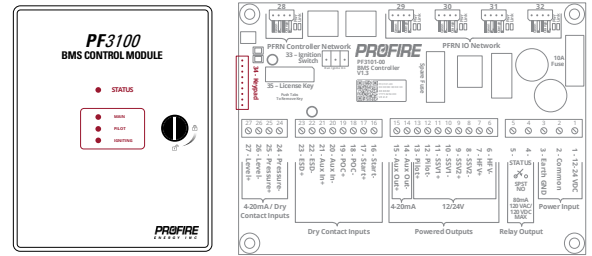 PF3100
BMS CONTROL MODULE
STATUS
MAIN
PILOT
IGNITING
PROFIRE
ENERGY INC
28
29
30
31
32
PFRN Controller Network
PFRN IO Network
33 – Ignition
Switch
34 - Keypad
35 – License Key
Push Tabs
To Remove Key
PROFIRE
PF3101-00
BMS Controller
V1.3
Spare Fuse
10A
Fuse
27 26 25 24
23 22 21 20 19 18 17 16
15 14 13 12 11 10 9 8 7 6
5 4
3 2 1
27 - Level+
26 - Level-
25 - Pressure+
24 - Pressure-
23 - ESD+
22 - ESD-
21 - Aux In+
20 - Aux In-
19 - POC+
18 - POC-
17 - Start+
16 - Start-
15 - Aux Out+
14 - Aux Out-
13 - Pilot+
12 - Pilot-
11 - SSV1+
10 - SSV1-
9 - SSV2+
8 - SSV2-
7 - HFV+
6 - HFV-
5 -
4 -
STATUS
SPST
NO
80mA
120 VAC/
120 VDC
MAX
3 - Earth GND
2 - Common
1 - 12-24 VDC
4-20mA / Dry
Contact Inputs
Dry Contact Inputs
4-20mA
12/24V
Powered Outputs
Relay Output
Power Input